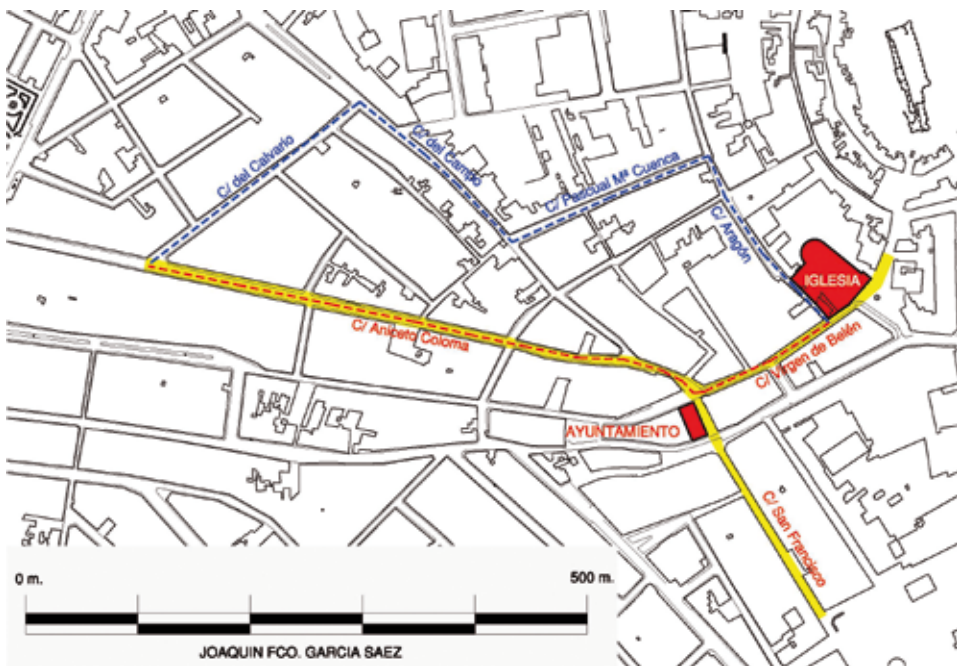 C/ del Calvario
C/ del Campo
C/ Pascual Mª Cuenca
C/ Aragón
IGLESIA
C/ Aniceto Coloma
C/ Virgen de Belén
AYUNTAMIENTO
C/ San Francisco
0 m.
500 m.
JOAQUIN FCO. GARCIA SAEZ